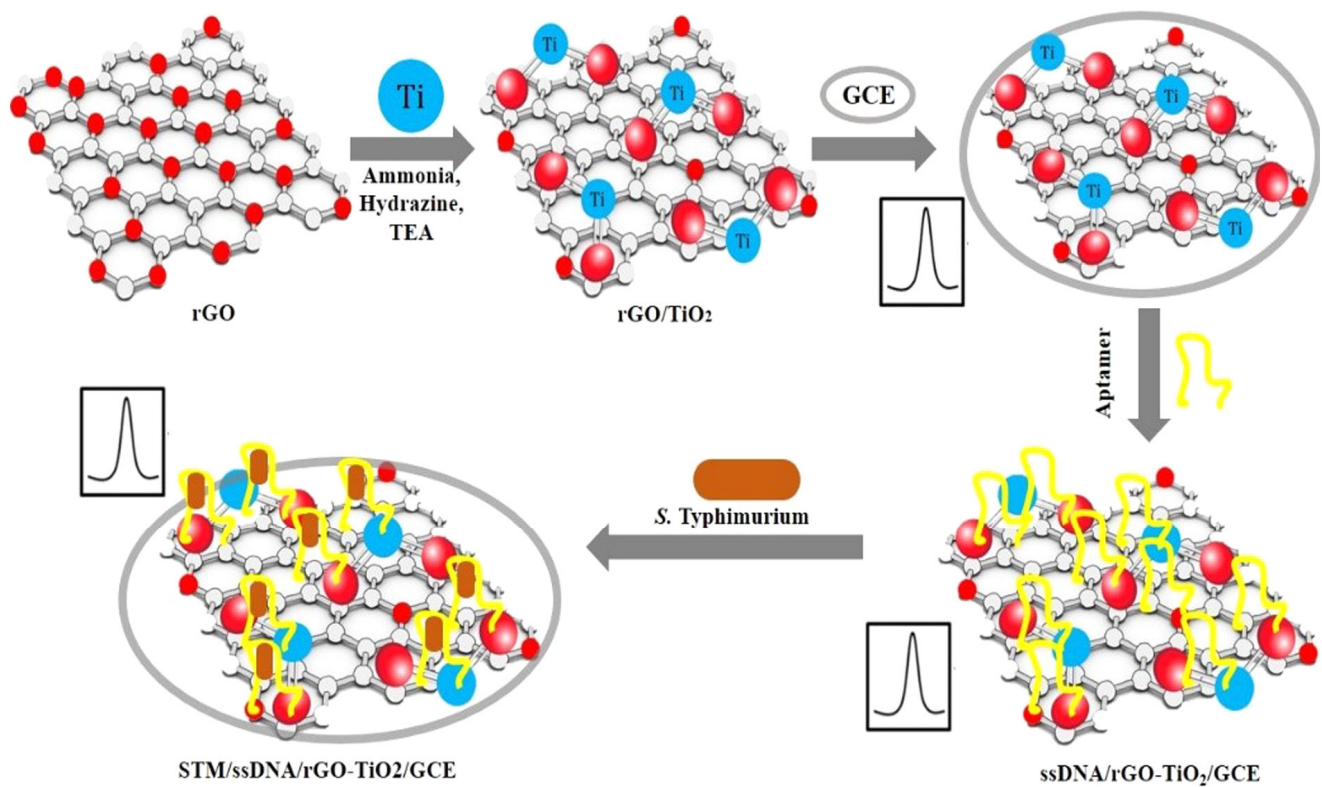 Ti
Ammonia,
Hydrazine,
TEA
rGO
Ti
Ti
Ti
Ti
rGO/TiO₂
GCE
Ti
Ti
Ti
Ti
Aptamer
S. Typhimurium
STM/ssDNA/rGO-TiO2/GCE
ssDNA/rGO-TiO₂/GCE